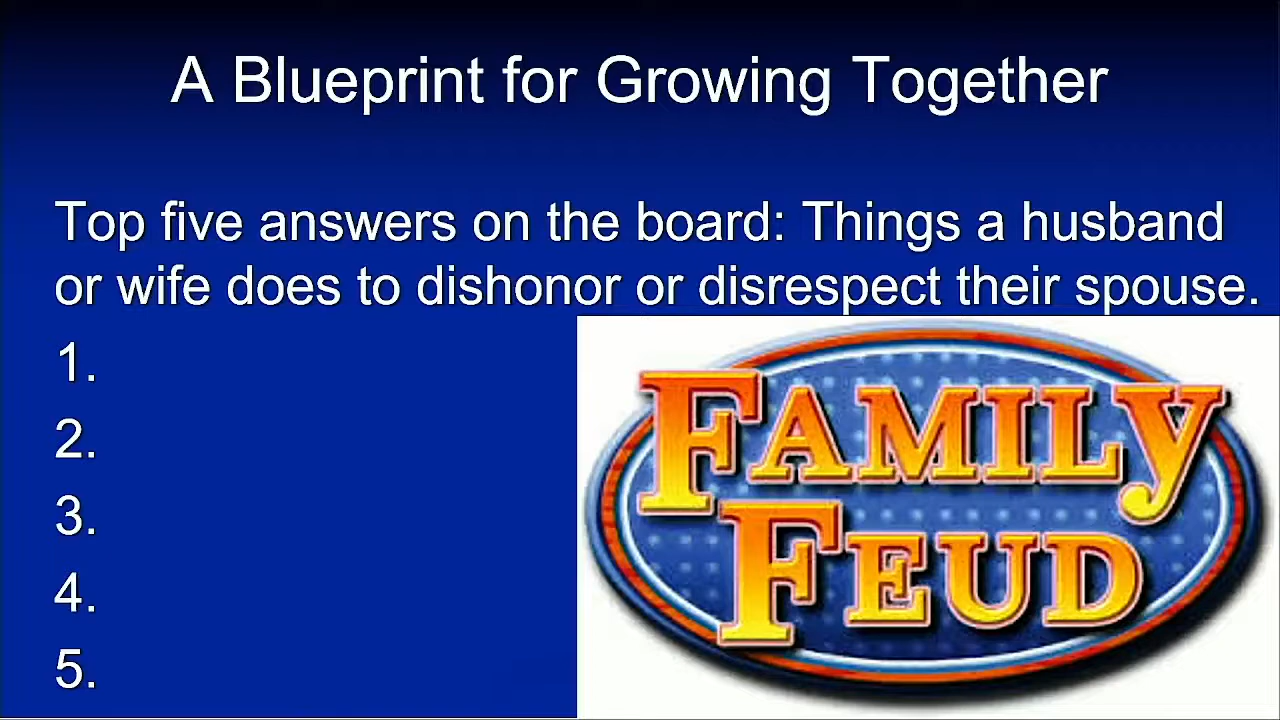 A Blueprint for Growing Together
Top five answers on the board: Things a husband
or wife does to dishonor or disrespect their spouse.
1.
2.
3.
4.
5.
FAMILY
FEUD